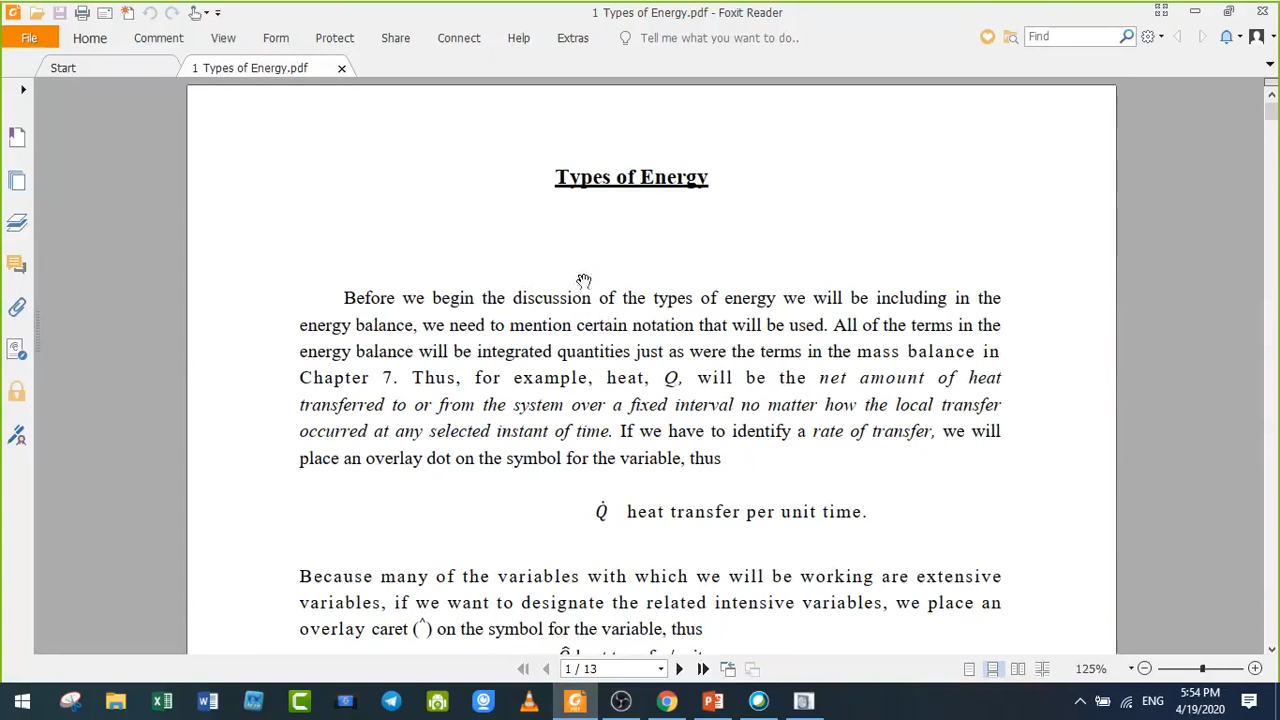 1 Types of Energy.pdf - Foxit Reader
File Home Comment View Form Protect Share Connect Help Extras Tell me what you want to do.. Find
Start 1 Types of Energy.pdf
Types of Energy
Before we begin the discussion of the types of energy we will be including in the
energy balance, we need to mention certain notation that will be used. All of the terms in the
energy balance will be integrated quantities just as were the terms in the mass balance in
Chapter 7. Thus, for example, heat, Q, will be the net amount of heat
transferred to or from the system over a fixed interval no matter how the local transfer
occurred at any selected instant of time. If we have to identify a rate of transfer, we will
place an overlay dot on the symbol for the variable, thus
Q̇ heat transfer per unit time.
Because many of the variables with which we will be working are extensive
variables, if we want to designate the related intensive variables, we place an
overlay caret (^) on the symbol for the variable, thus
1 / 13 125%
ENG 5:54 PM
4/19/2020